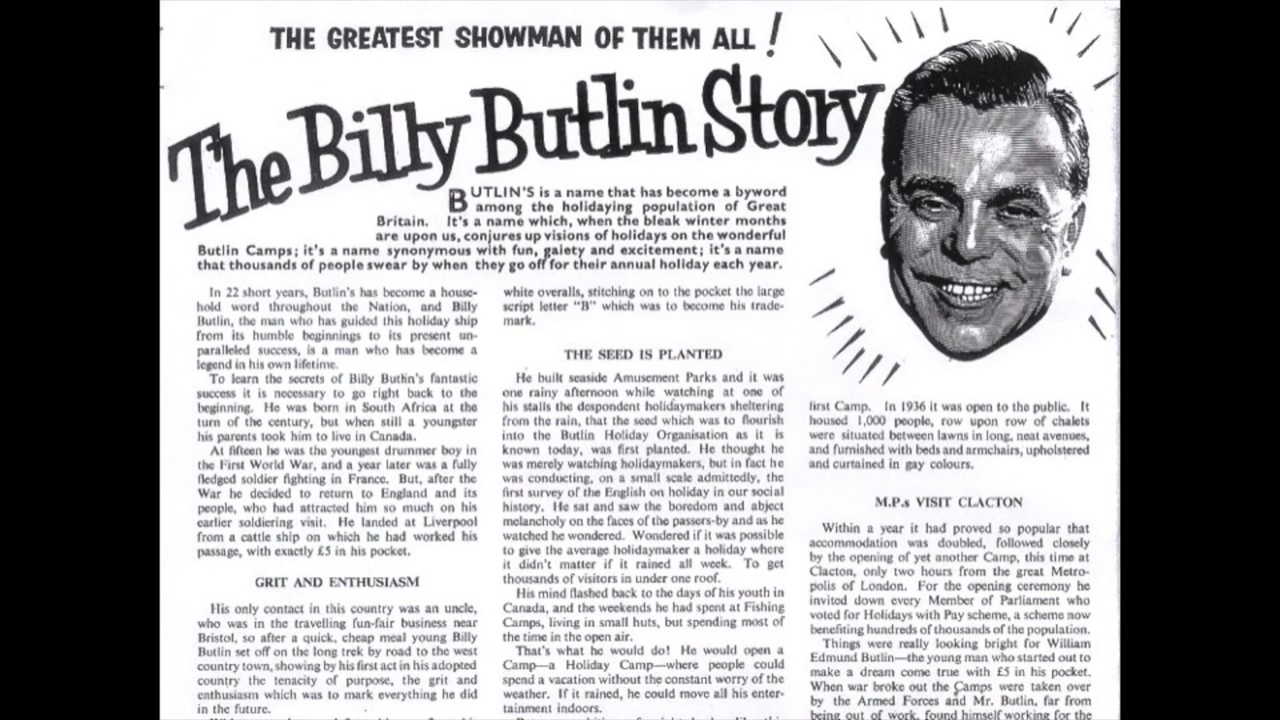 THE GREATEST SHOWMAN OF THEM ALL!
The Billy Butlin Story
BUTLIN'S is a name that has become a byword
among the holidaying population of Great
Britain. It's a name which, when the bleak winter months
are upon us, conjures up visions of holidays on the wonderful
Butlin Camps; it's a name synonymous with fun, gaiety and excitement; it's a name
that thousands of people swear by when they go off for their annual holiday each year.
In 22 short years, Butlin's has become a house-
hold word throughout the Nation, and Billy
Butlin, the man who has guided this holiday ship
from its humble beginnings to its present un-
paralleled success, is a man who has become a
legend in his own lifetime.
To learn the secrets of Billy Butlin's fantastic
success it is necessary to go right back to the
beginning. He was born in South Africa at the
turn of the century, but when still a youngster
his parents took him to live in Canada.
At fifteen he was the youngest drummer boy in
the First World War, and a year later was a fully
fledged soldier fighting in France. But, after the
War he decided to return to England and its
people, who had attracted him so much on his
earlier soldiering visit. He landed at Liverpool
from a cattle ship on which he had worked his
passage, with exactly £5 in his pocket.
GRIT AND ENTHUSIASM
His only contact in this country was an uncle,
who was in the travelling fun-fair business near
Bristol, so after a quick, cheap meal young Billy
Butlin set off on the long trek by road to the west
country town, showing by his first act in his adopted
country the tenacity of purpose, the grit and
enthusiasm which was to mark everything he did
in the future.
white overalls, stitching on to the pocket the large
script letter "B" which was to become his trade-
mark.
THE SEED IS PLANTED
He built seaside Amusement Parks and it was
one rainy afternoon while watching at one of
his stalls the despondent holidaymakers sheltering
from the rain, that the seed which was to flourish
into the Butlin Holiday Organisation as it is
known today, was first planted. He thought he
was merely watching holidaymakers, but in fact he
was conducting, on a small scale admittedly, the
first survey of the English on holiday in our social
history. He sat and saw the boredom and abject
melancholy on the faces of the passers-by and as he
watched he wondered. Wondered if it was possible
to give the average holidaymaker a holiday where
it didn't matter if it rained all week. To get
thousands of visitors in under one roof.
His mind flashed back to the days of his youth in
Canada, and the weekends he had spent at Fishing
Camps, living in small huts, but spending most of
the time in the open air.
That's what he would do! He would open a
Camp—a Holiday Camp—where people could
spend a vacation without the constant worry of the
weather. If it rained, he could move all his enter-
tainment indoors.
first Camp. In 1936 it was open to the public. It
housed 1,000 people, row upon row of chalets
were situated between lawns in long, neat avenues,
and furnished with beds and armchairs, upholstered
and curtained in gay colours.
M.P.s VISIT CLACTON
Within a year it had proved so popular that
accommodation was doubled, followed closely
by the opening of yet another Camp, this time at
Clacton, only two hours from the great Metro-
polis of London. For the opening ceremony he
invited down every Member of Parliament who
voted for Holidays with Pay scheme, a scheme now
benefiting hundreds of thousands of the population.
Things were really looking bright for William
Edmund Butlin—the young man who started out to
make a dream come true with £5 in his pocket.
When war broke out the Camps were taken over
by the Armed Forces and Mr. Butlin, far from
being out of work, found himself working for the